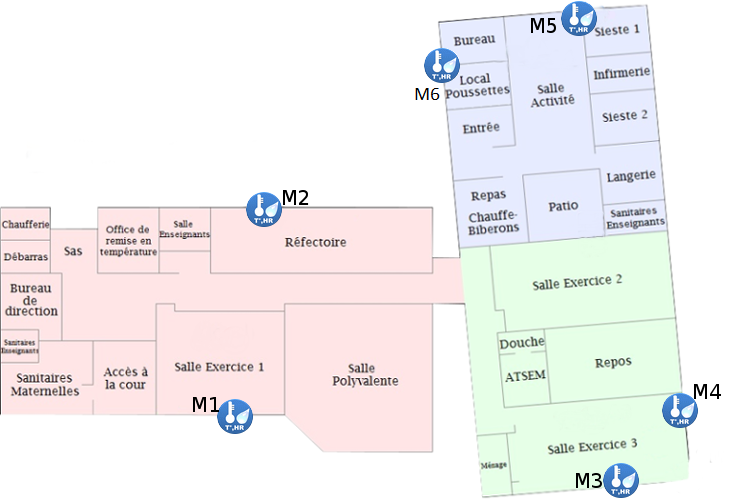 M5
Sieste 1
Bureau
T°,HR
T°,HR
M6
Local
Poussettes
Infirmerie
Salle
Activité
Entrée
Sieste 2
Langerie
Repas
Chauffe-
Biberons
Patio
Sanitaires
Enseignants
M2
T°,HR
Chaufferie
Débarras
Sas
Office de
remise en
température
Salle
Enseignants
Réfectoire
Bureau
de
direction
Sanitaires
Enseignants
Sanitaires
Maternelles
Accès à
la cour
Salle Exercice 1
Salle
Polyvalente
M1
T°,HR
Salle Exercice 2
Douche
ATSEM
Repos
M4
T°,HR
Salle Exercice 3
Ménage
M3
T°,HR